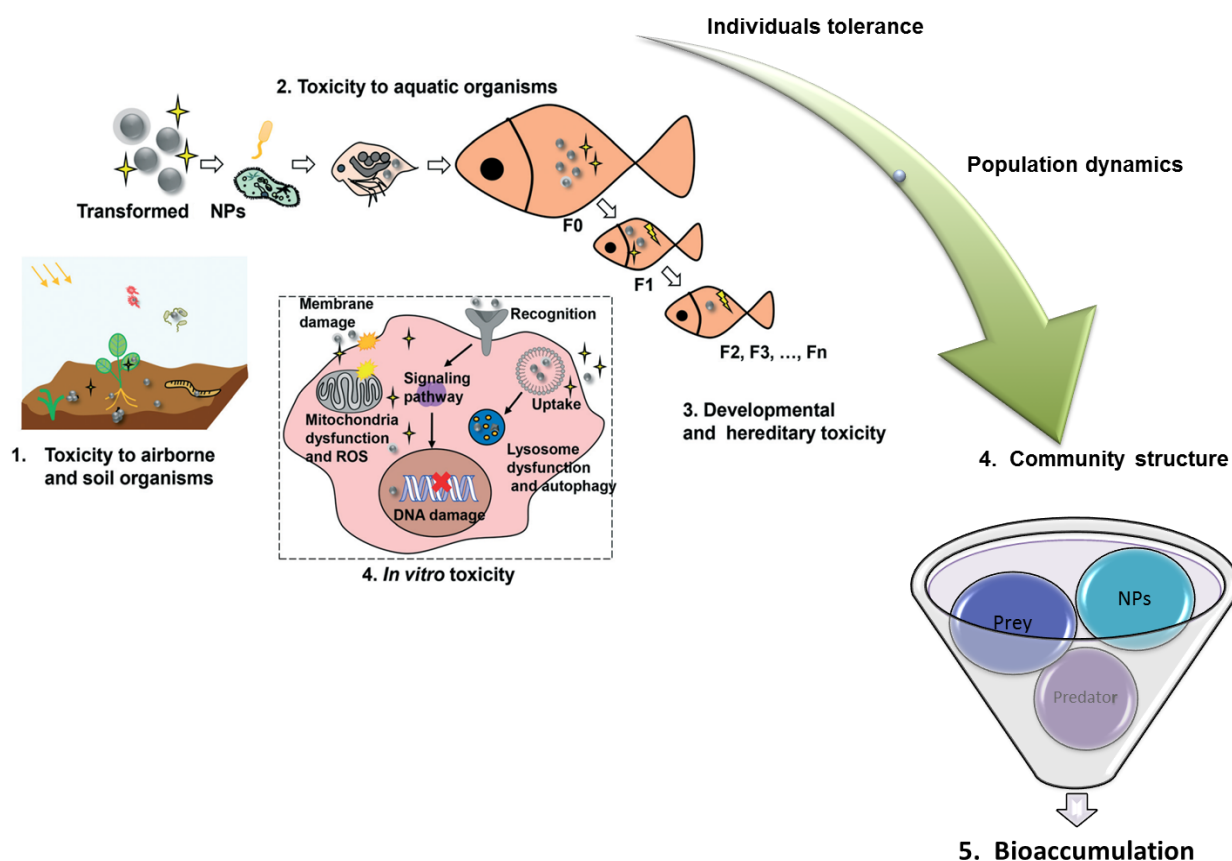 Individuals tolerance
2. Toxicity to aquatic organisms
Population dynamics
Transformed NPs
F0
F1
F2, F3, ..., Fn
Membrane
damage
Recognition
Signaling
pathway
Uptake
Mitochondria
dysfunction
and ROS
Lysosome
dysfunction
and autophagy
DNA damage
3. Developmental
and hereditary toxicity
1. Toxicity to airborne
and soil organisms
4. In vitro toxicity
4. Community structure
NPs
Prey
Predator
5. Bioaccumulation